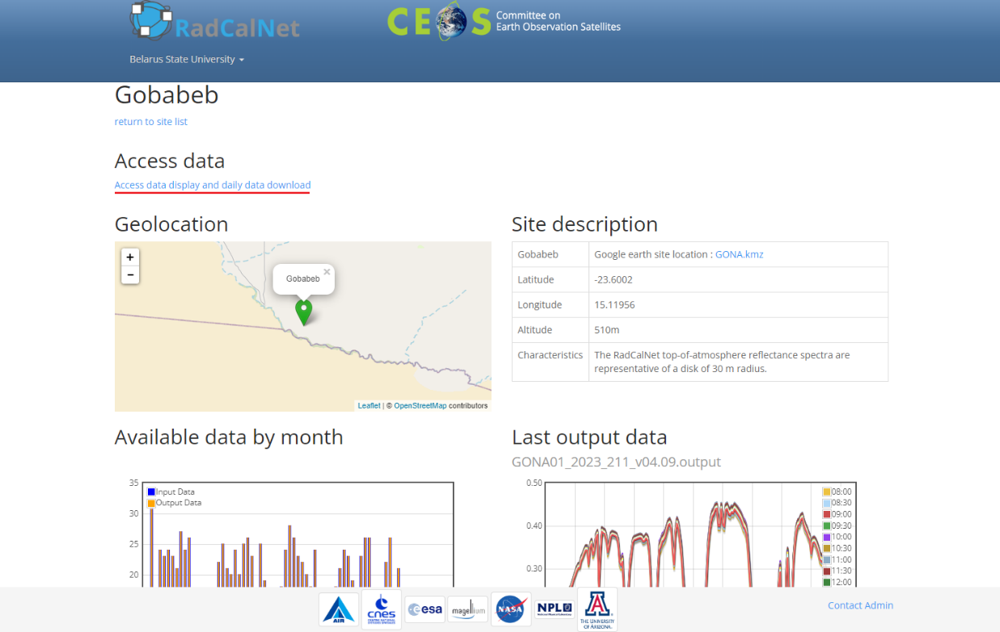 RadCalNet
CEOS
Committee on
Earth Observation Satellites
Belarus State University
Gobabeb
return to site list
Access data
Access data display and daily data download
Geolocation
+
−
Gobabeb ×
Leaflet | © OpenStreetMap contributors
Site description
Gobabeb Google earth site location : GONA.kmz
Latitude -23.6002
Longitude 15.11956
Altitude 510m
Characteristics The RadCalNet top-of-atmosphere reflectance spectra are
representative of a disk of 30 m radius.
Available data by month
35
Input Data
Output Data
30
25
20
Last output data
GONA01_2023_211_v04.09.output
0.50
0.40
0.30
08:00
08:30
09:00
09:30
10:00
10:30
11:00
11:30
12:00
AIR
cnes
esa
magellium
NASA
NPL
A
THE UNIVERSITY
OF ARIZONA.
Contact Admin